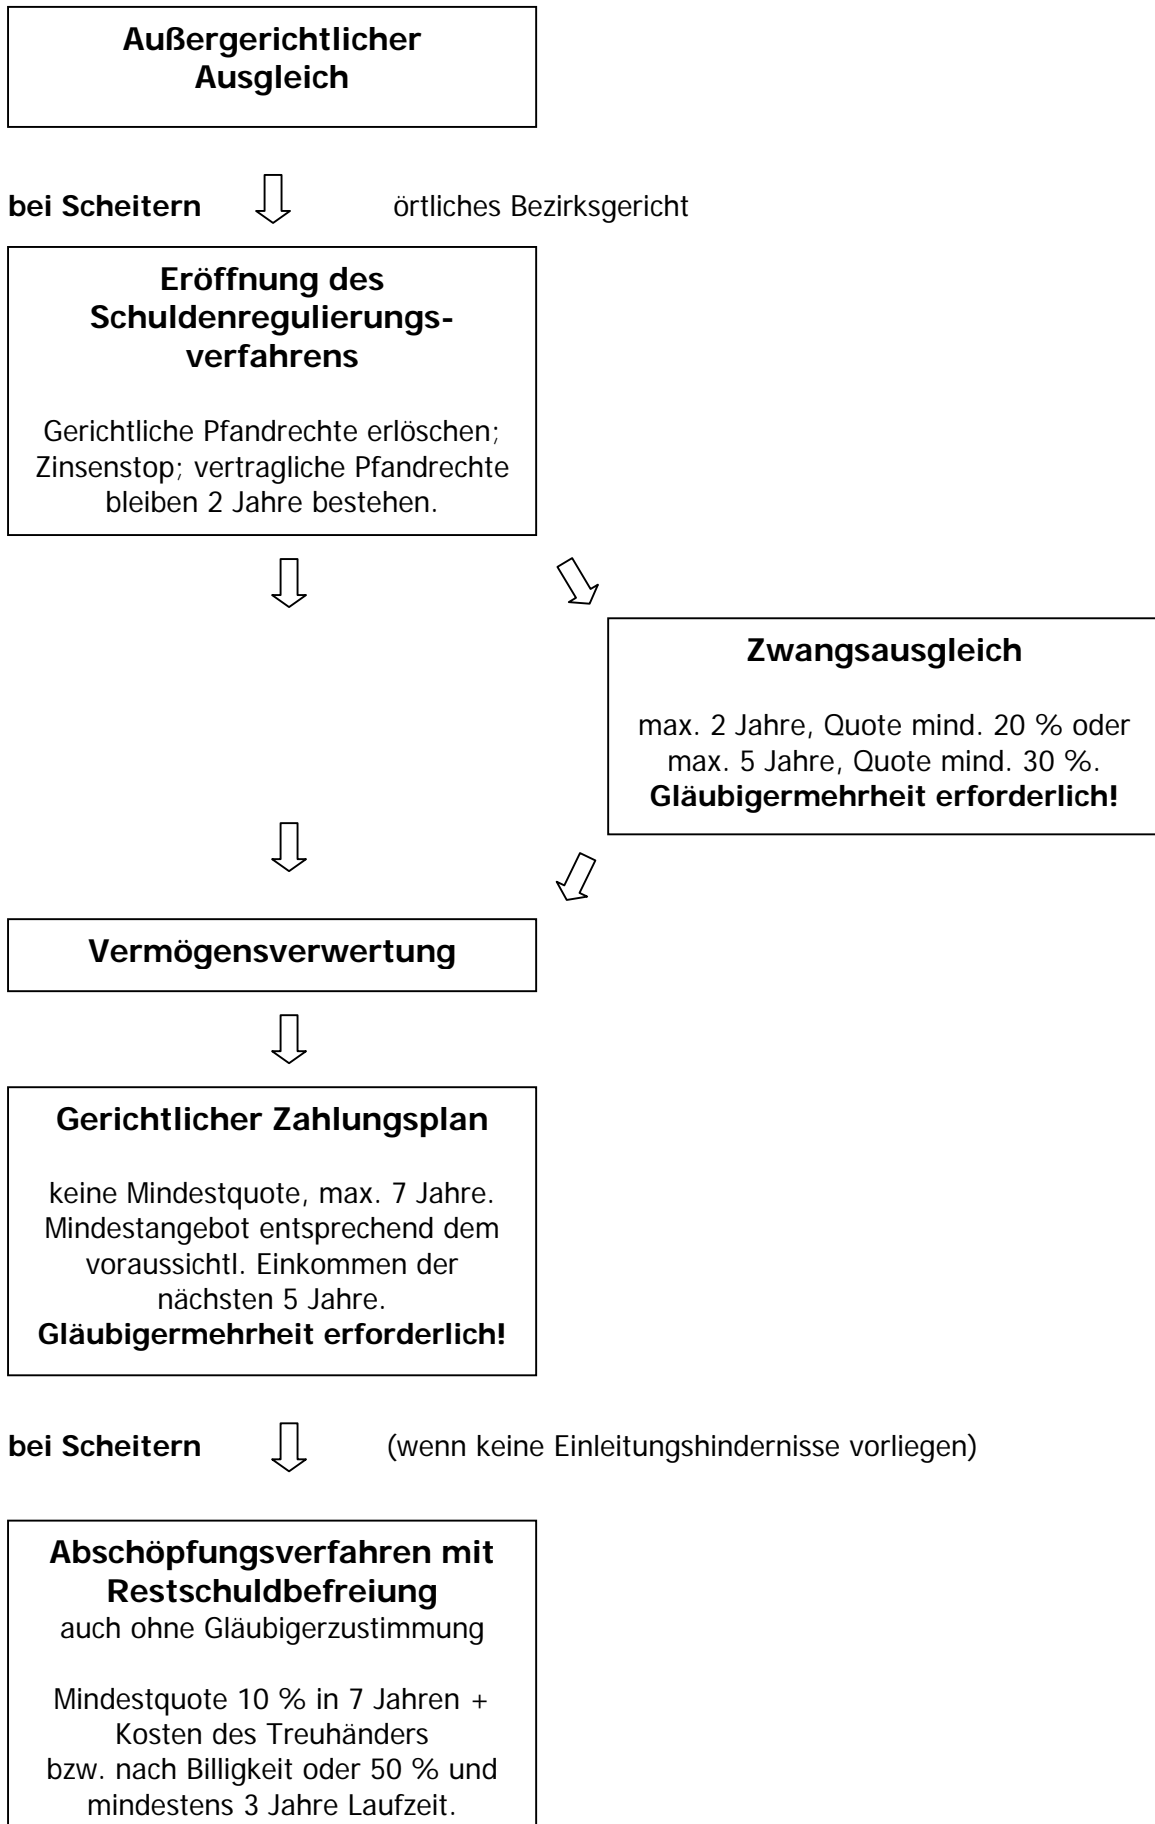 Außergerichtlicher
Ausgleich
bei Scheitern örtliches Bezirksgericht
Eröffnung des
Schuldenregulierungs-
verfahrens
Gerichtliche Pfandrechte erlöschen;
Zinsenstop; vertragliche Pfandrechte
bleiben 2 Jahre bestehen.
Zwangsausgleich
max. 2 Jahre, Quote mind. 20 % oder
max. 5 Jahre, Quote mind. 30 %.
Gläubigermehrheit erforderlich!
Vermögensverwertung
Gerichtlicher Zahlungsplan
keine Mindestquote, max. 7 Jahre.
Mindestangebot entsprechend dem
voraussichtl. Einkommen der
nächsten 5 Jahre.
Gläubigermehrheit erforderlich!
bei Scheitern (wenn keine Einleitungshindernisse vorliegen)
Abschöpfungsverfahren mit
Restschuldbefreiung
auch ohne Gläubigerzustimmung
Mindestquote 10 % in 7 Jahren +
Kosten des Treuhänders
bzw. nach Billigkeit oder 50 % und
mindestens 3 Jahre Laufzeit.